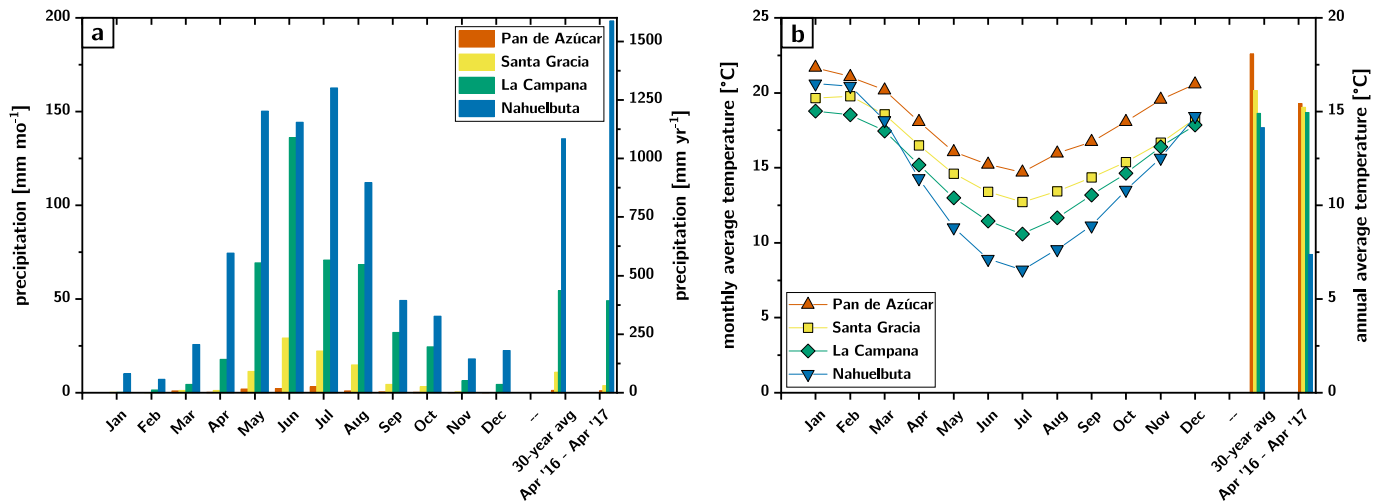 a
Pan de Azúcar
Santa Gracia
La Campana
Nahuelbuta
precipitation [mm mo⁻¹]
200
150
100
50
0
precipitation [mm yr⁻¹]
1500
1250
1000
750
500
250
0
Jan
Feb
Mar
Apr
May
Jun
Jul
Aug
Sep
Oct
Nov
Dec
--
30-year avg
Apr '16 - Apr '17
b
monthly average temperature [°C]
25
20
15
10
5
0
annual average temperature [°C]
20
15
10
5
0
Pan de Azúcar
Santa Gracia
La Campana
Nahuelbuta
Jan
Feb
Mar
Apr
May
Jun
Jul
Aug
Sep
Oct
Nov
Dec
--
30-year avg
Apr '16 - Apr '17